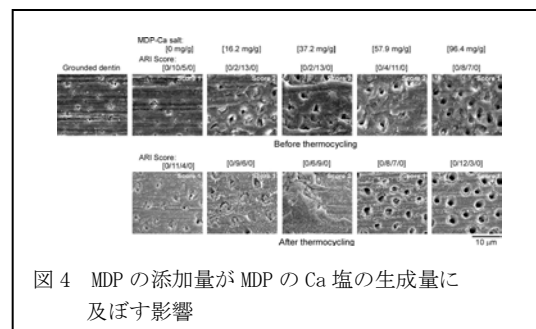 MDP-Ca salt:
[0 mg/g] [16.2 mg/g] [37.2 mg/g] [57.9 mg/g] [96.4 mg/g]
Grounded dentin
ARI Score:
[0/10/5/0] [0/2/13/0] [0/2/13/0] [0/4/11/0] [0/8/7/0]
Before thermocycling
ARI Score:
[0/11/4/0] [0/9/6/0] [0/6/9/0] [0/8/7/0] [0/12/3/0]
After thermocycling
10 μm
図 4 MDP の添加量が MDP の Ca 塩の生成量に
及ぼす影響